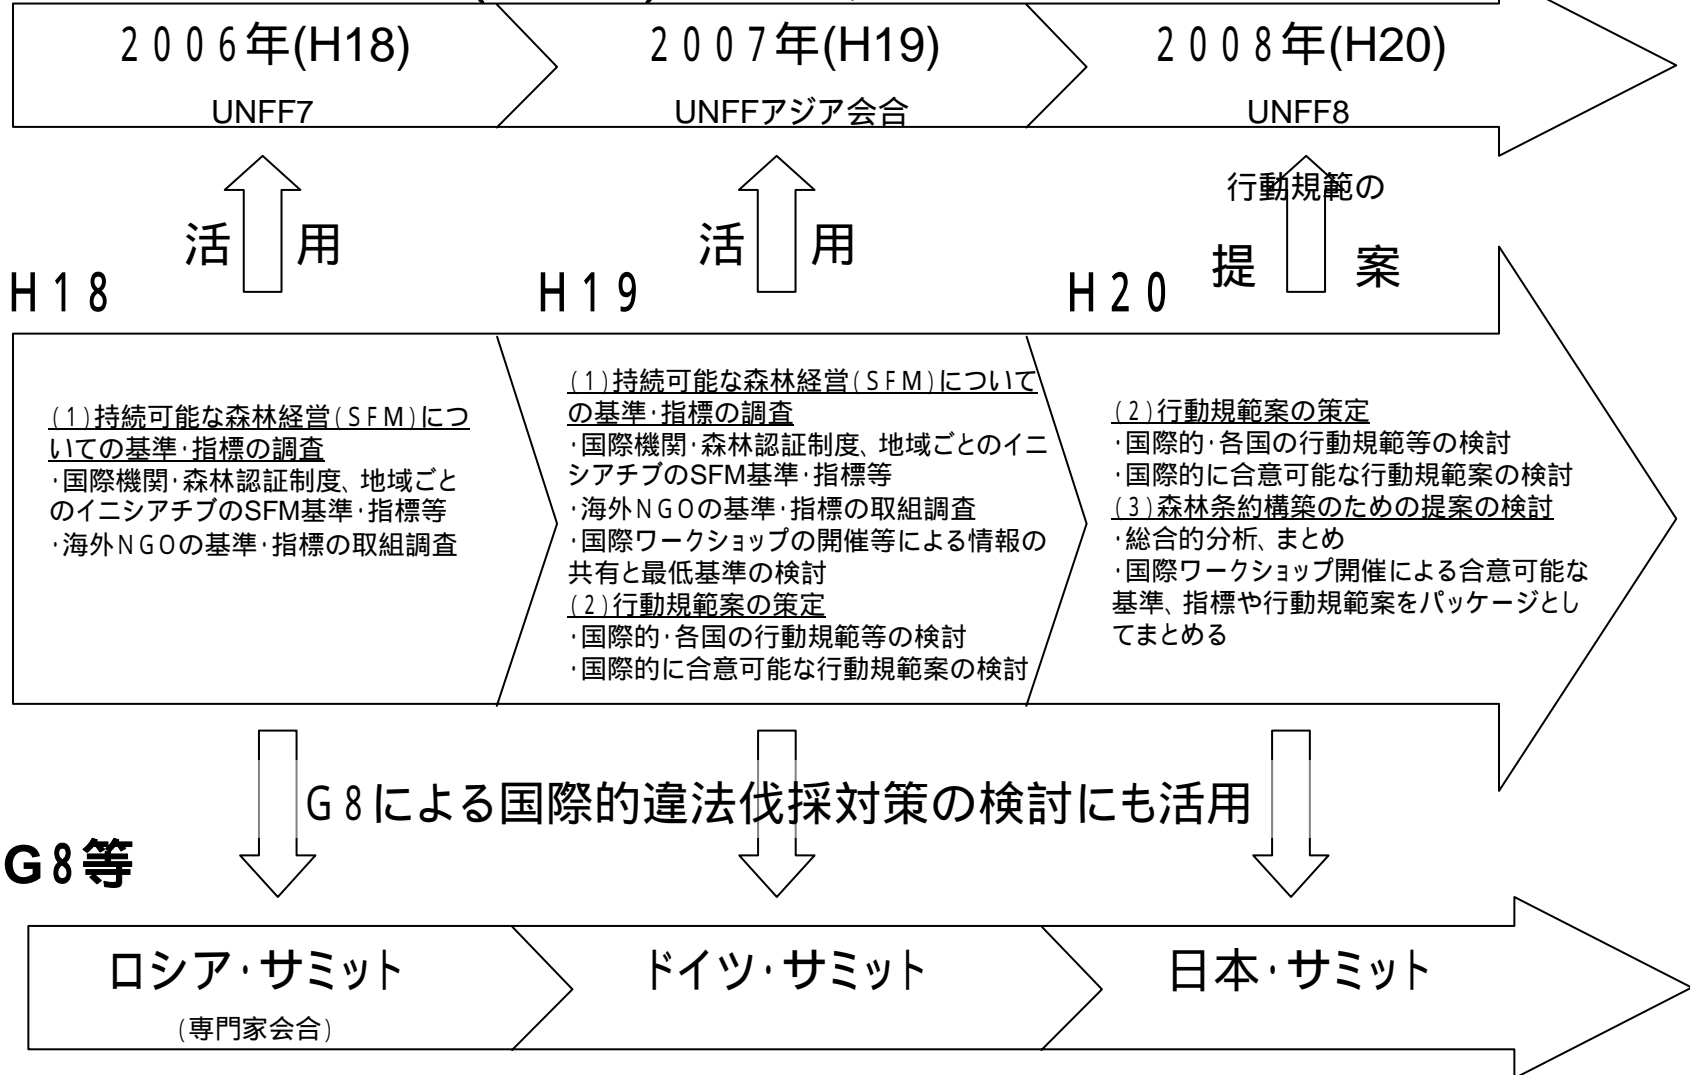 2006年(H18)
2007年(H19)
2008年(H20)
UNFF7
UNFFアジア会合
UNFF8
行動規範の
活 用
活 用
提 案
H18
H19
H20
(1)持続可能な森林経営(SFM)につ
いての基準・指標の調査
・国際機関・森林認証制度、地域ごと
のイニシアチブのSFM基準・指標等
・海外NGOの基準・指標の取組調査
(1)持続可能な森林経営(SFM)について
の基準・指標の調査
・国際機関・森林認証制度、地域ごとのイニ
シアチブのSFM基準・指標等
・海外NGOの基準・指標の取組調査
・国際ワークショップの開催等による情報の
共有と最低基準の検討
(2)行動規範案の策定
・国際的・各国の行動規範等の検討
・国際的に合意可能な行動規範案の検討
(2)行動規範案の策定
・国際的・各国の行動規範等の検討
・国際的に合意可能な行動規範案の検討
(3)森林条約構築のための提案の検討
・総合的分析、まとめ
・国際ワークショップ開催による合意可能な
基準、指標や行動規範案をパッケージとし
てまとめる
G8による国際的違法伐採対策の検討にも活用
G8等
ロシア・サミット
(専門家会合)
ドイツ・サミット
日本・サミット